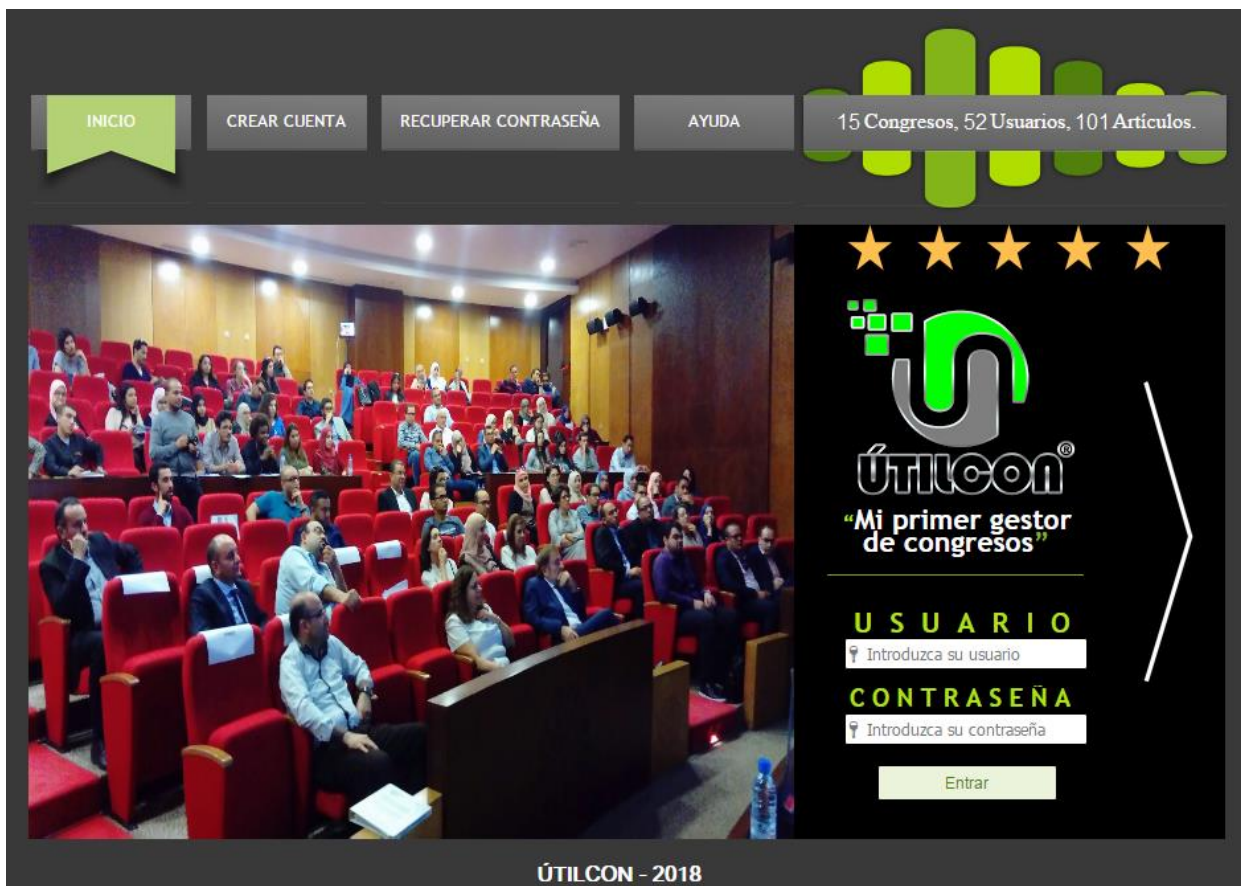 INICIO
CREAR CUENTA
RECUPERAR CONTRASEÑA
AYUDA
15 Congresos, 52 Usuarios, 101 Artículos.
ÚTILCON®
“Mi primer gestor
de congresos”
USUARIO
Introduzca su usuario
CONTRASEÑA
Introduzca su contraseña
Entrar
ÚTILCON - 2018